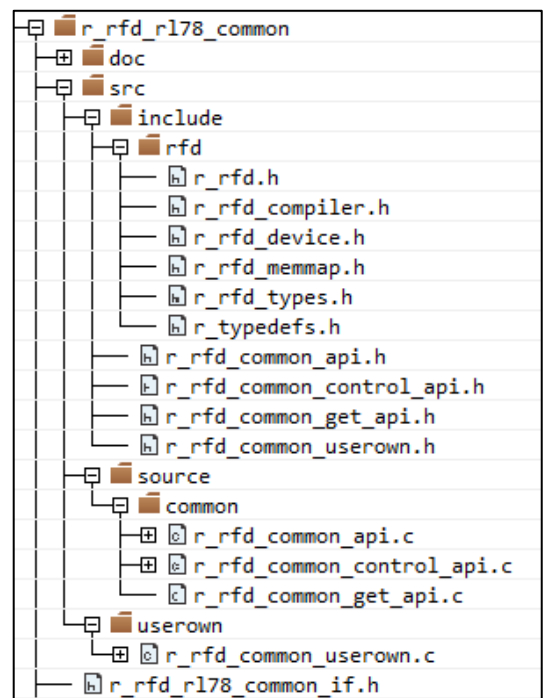 r_rfd_rl78_common
doc
src
include
rfd
r_rfd.h
r_rfd_compiler.h
r_rfd_device.h
r_rfd_memmap.h
r_rfd_types.h
r_typedefs.h
r_rfd_common_api.h
r_rfd_common_control_api.h
r_rfd_common_get_api.h
r_rfd_common_userown.h
source
common
r_rfd_common_api.c
r_rfd_common_control_api.c
r_rfd_common_get_api.c
userown
r_rfd_common_userown.c
r_rfd_rl78_common_if.h